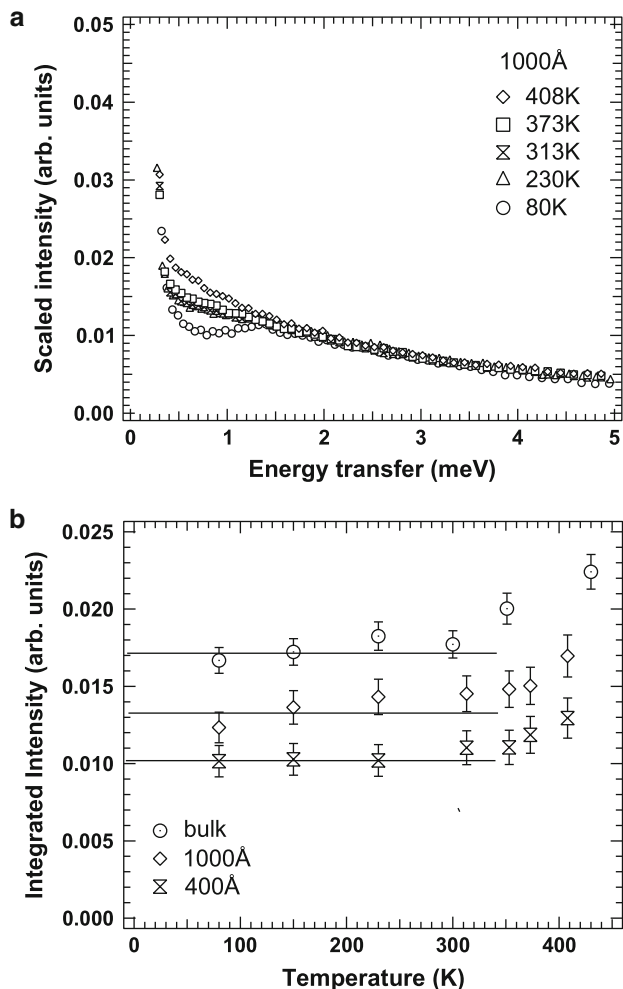 a
Scaled intensity (arb. units)
0.05
0.04
0.03
0.02
0.01
0.00
1000Å
408K
373K
313K
230K
80K
0 1 2 3 4 5
Energy transfer (meV)
b
Integrated Intensity (arb. units)
0.025
0.020
0.015
0.010
0.005
0.000
bulk
1000Å
400Å
0 100 200 300 400
Temperature (K)